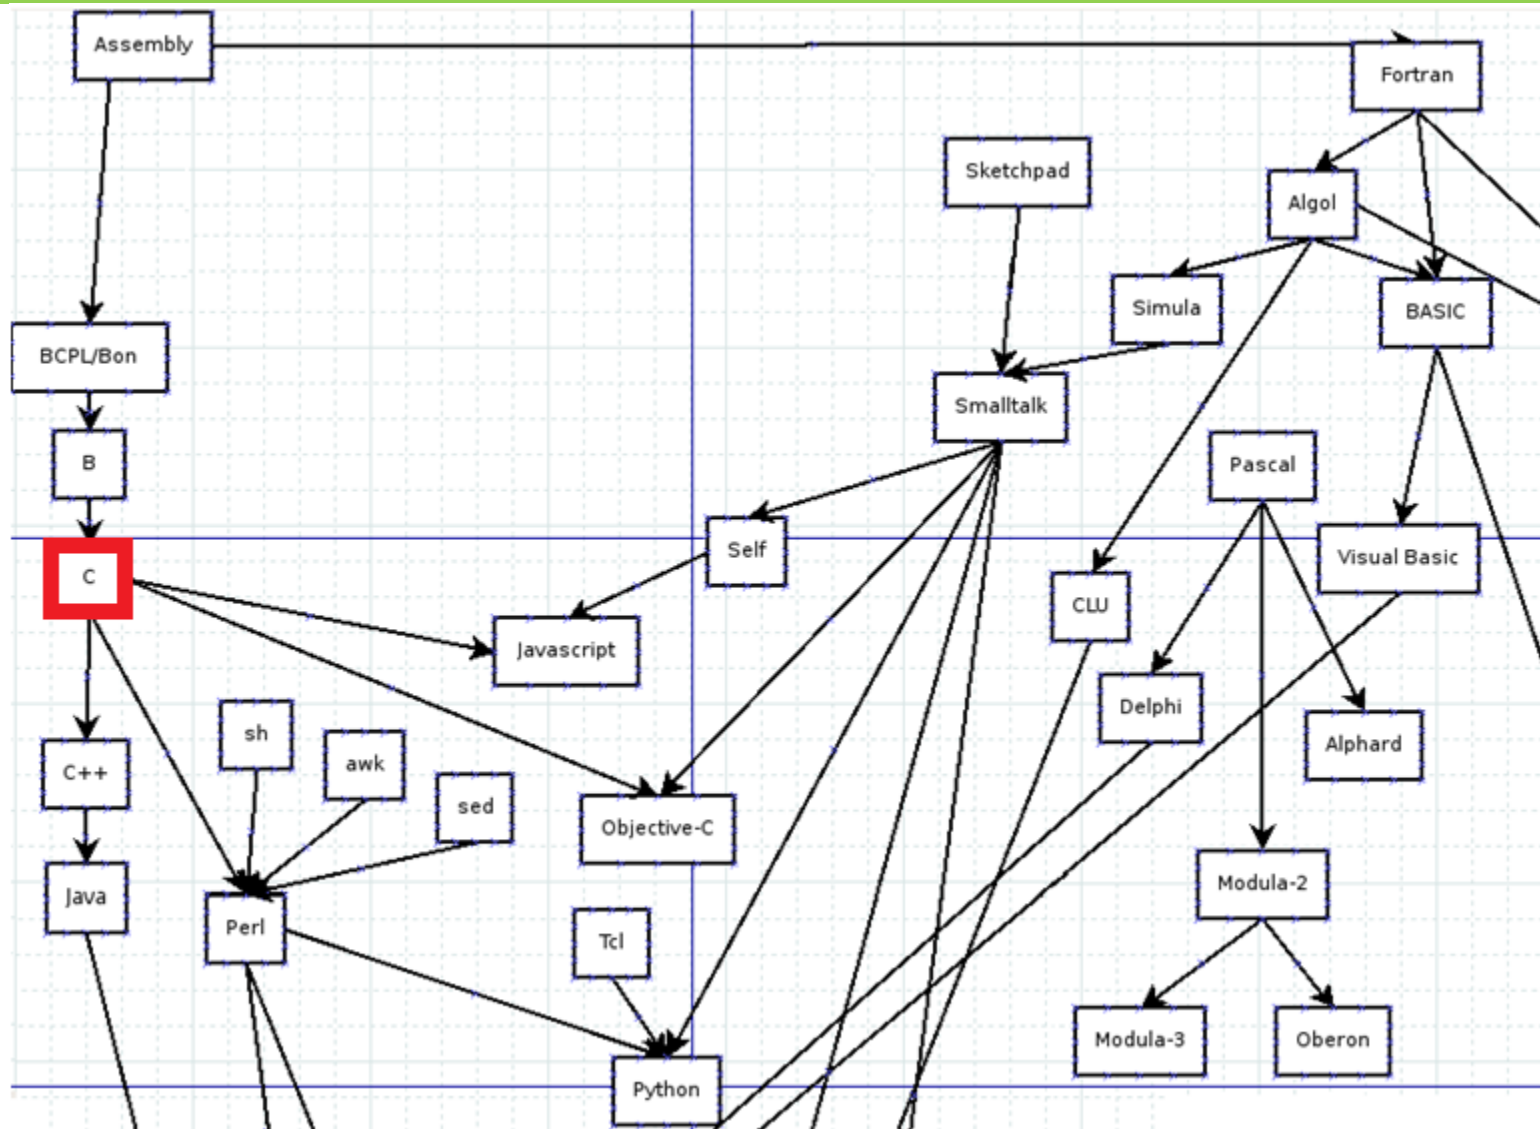 Assembly
Fortran
Sketchpad
Algol
Simula
BASIC
BCPL/Bon
Smalltalk
B
Pascal
Self
Visual Basic
C
CLU
Javascript
Delphi
sh
awk
Alphard
C++
sed
Objective-C
Java
Modula-2
Perl
Tcl
Modula-3
Oberon
Python